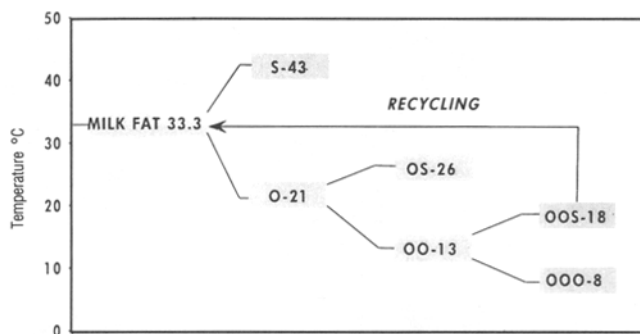 50
40
30
20
10
0
Temperature °C
S-43
RECYCLING
MILK FAT 33.3
OS-26
O-21
OOS-18
OO-13
OOO-8